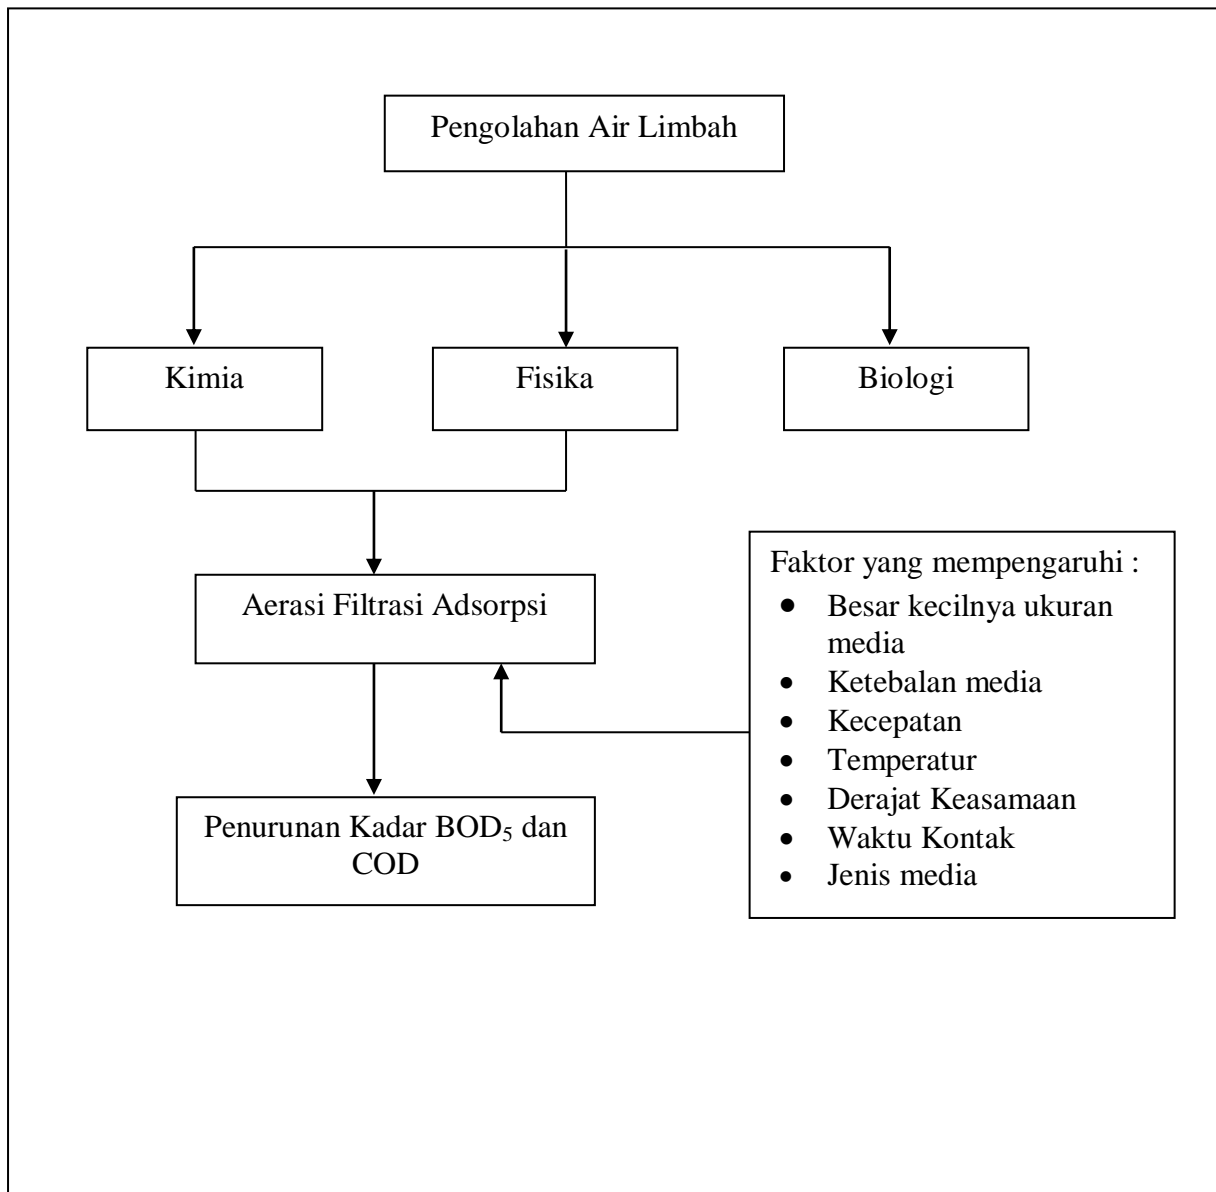 Pengolahan Air Limbah
Kimia
Fisika
Biologi
Aerasi Filtrasi Adsorpsi
Faktor yang mempengaruhi :
• Besar kecilnya ukuran
media
• Ketebalan media
• Kecepatan
• Temperatur
• Derajat Keasamaan
• Waktu Kontak
• Jenis media
Penurunan Kadar BOD₅ dan
COD